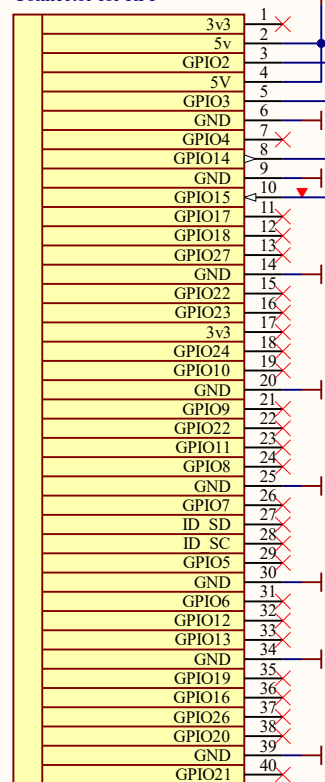 3v3 1
5v 2
GPIO2 3
5V 4
GPIO3 5
GND 6
GPIO4 7
GPIO14 8
GND 9
GPIO15 10
GPIO17 11
GPIO18 12
GPIO27 13
GND 14
GPIO22 15
GPIO23 16
3v3 17
GPIO24 18
GPIO10 19
GND 20
GPIO9 21
GPIO22 22
GPIO11 23
GPIO8 24
GND 25
GPIO7 26
ID_SD 27
ID_SC 28
GPIO5 29
GND 30
GPIO6 31
GPIO12 32
GPIO13 33
GND 34
GPIO19 35
GPIO16 36
GPIO26 37
GPIO20 38
GND 39
GPIO21 40